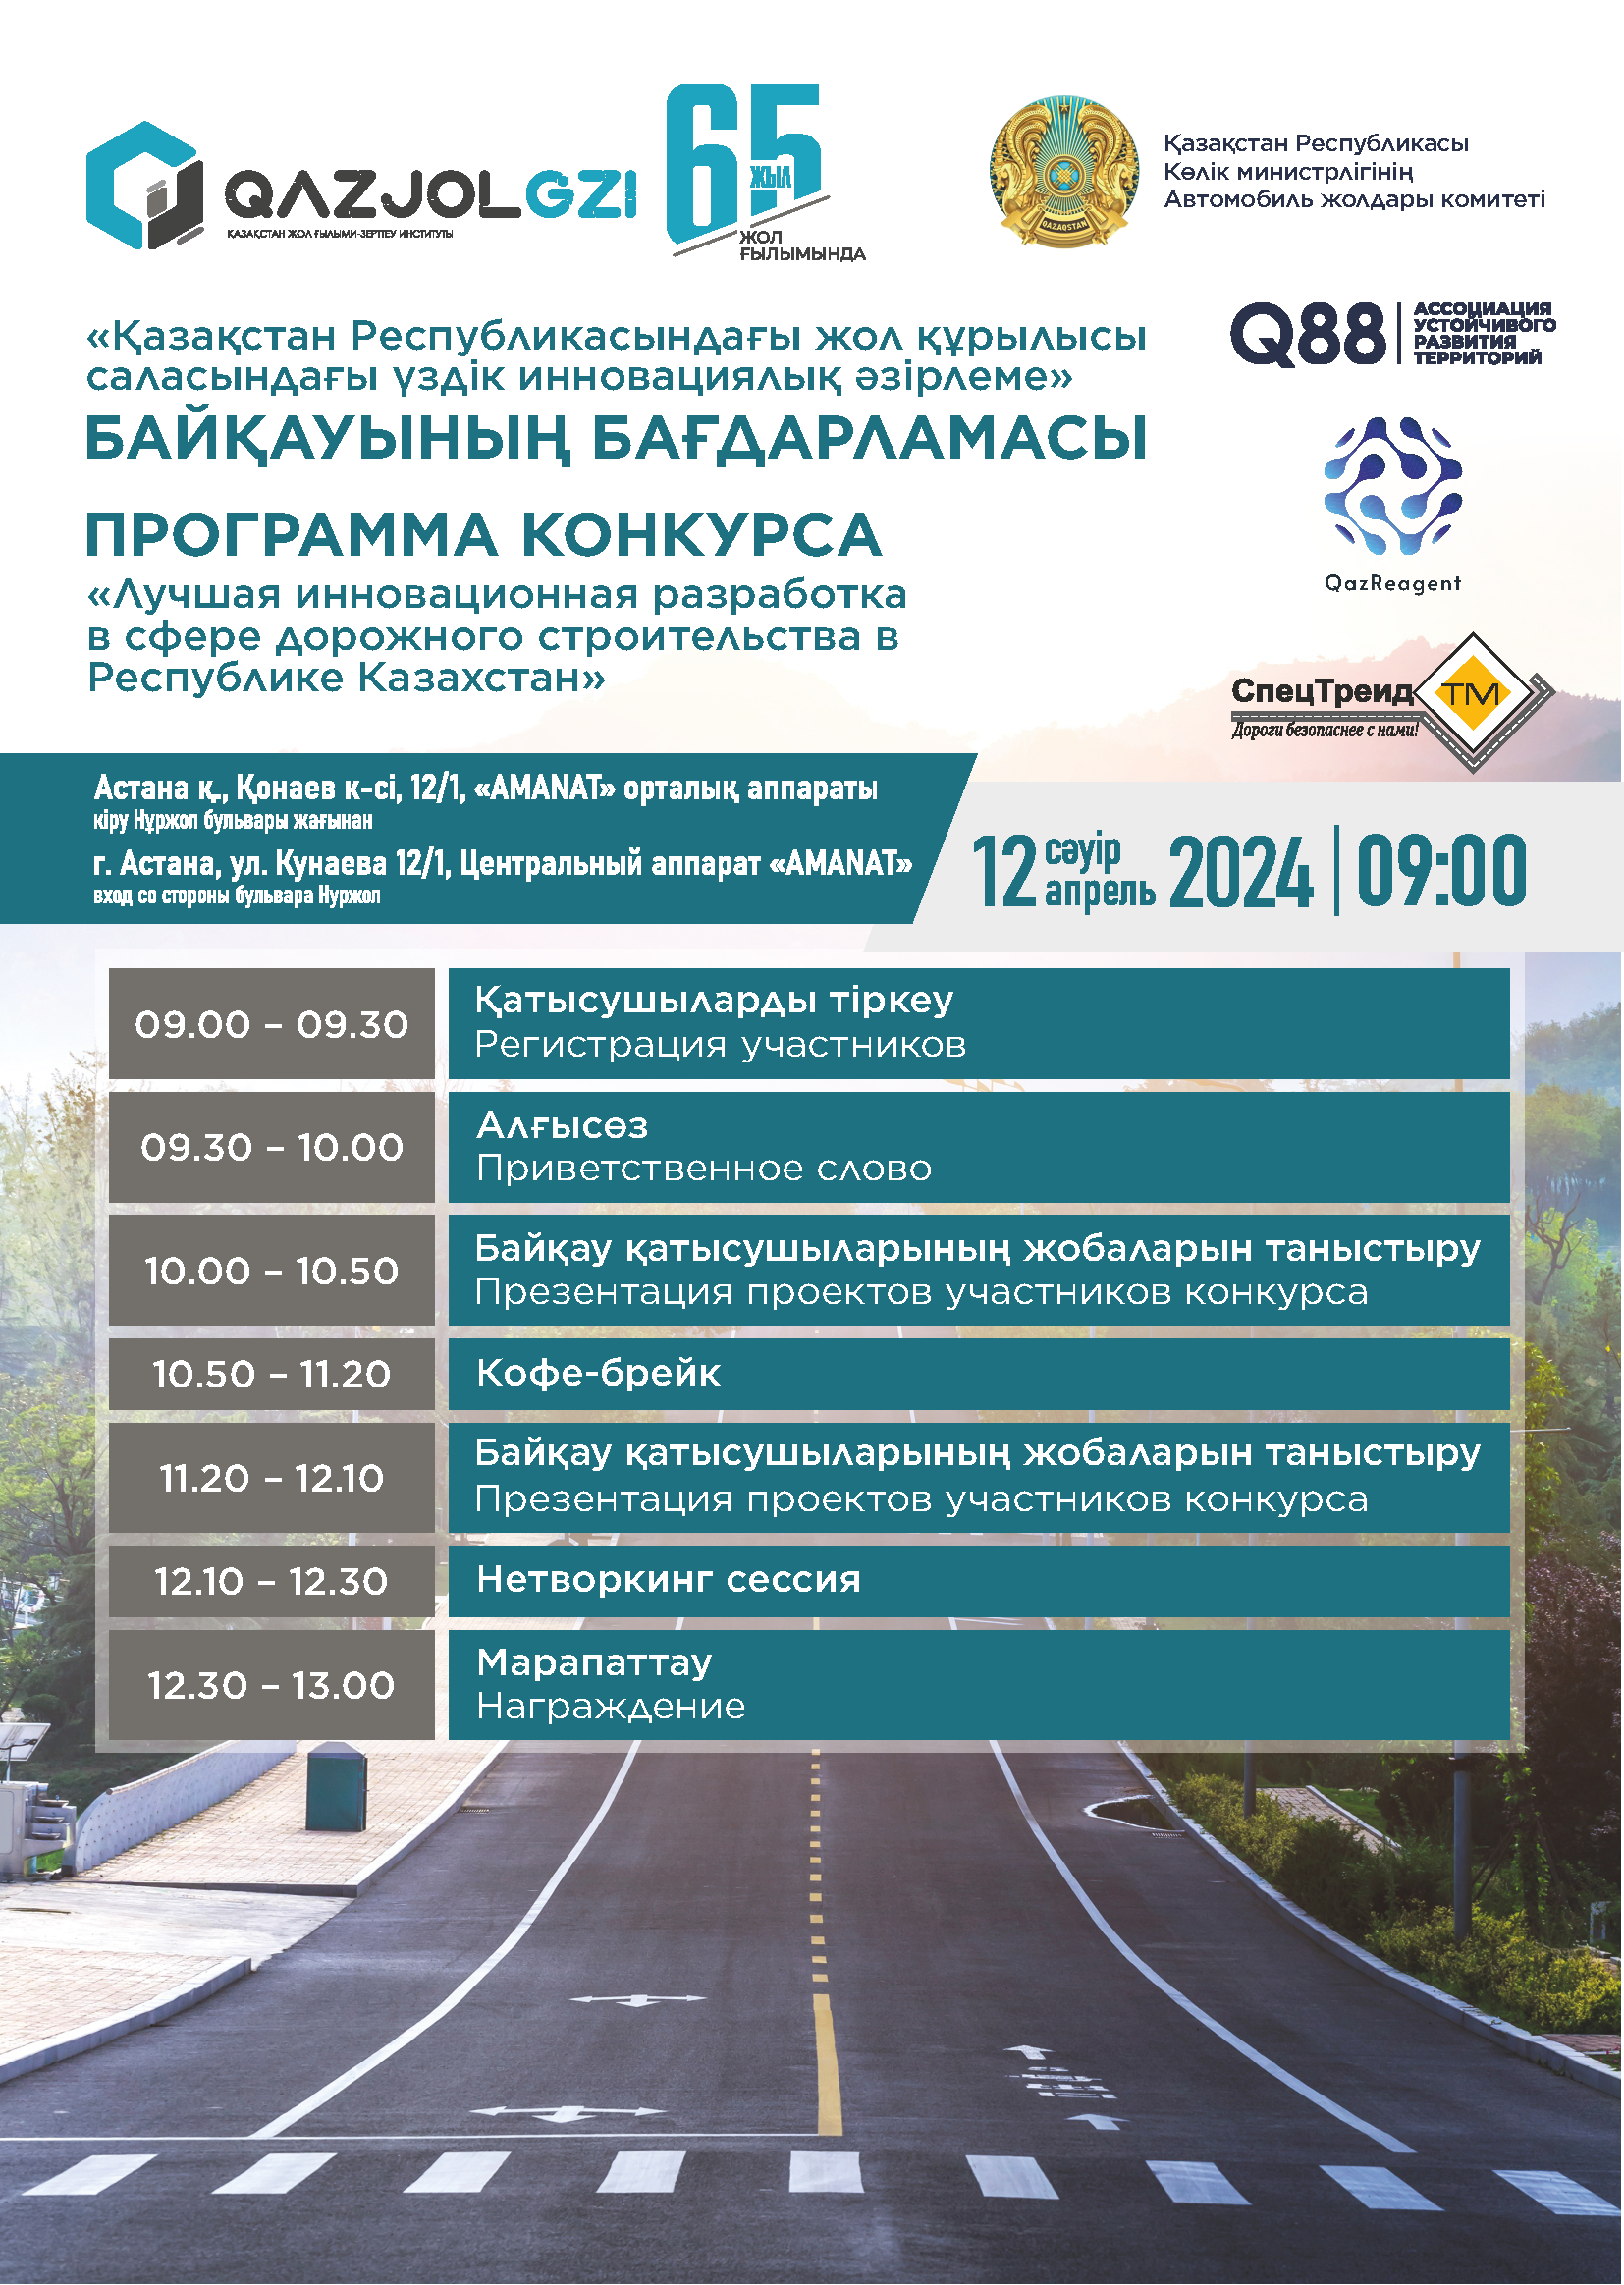 QAZJOLGZI
ҚАЗАҚСТАН ЖОЛ ҒЫЛЫМИ-ЗЕРТТЕУ ИНСТИТУТЫ
65
ЖЫЛ
ЖОЛ
ҒЫЛЫМЫНДА
QAZAQSTAN
Қазақстан Республикасы
Көлік министрлігінің
Автомобиль жолдары комитеті
«Қазақстан Республикасындағы жол құрылысы
саласындағы үздік инновациялық әзірлеме»
БАЙҚАУЫНЫҢ БАҒДАРЛАМАСЫ
ПРОГРАММА КОНКУРСА
«Лучшая инновационная разработка
в сфере дорожного строительства в
Республике Казахстан»
Q88
АССОЦИАЦИЯ
УСТОЙЧИВОГО
РАЗВИТИЯ
ТЕРРИТОРИЙ
QazReagent
СпецТрейд
ТМ
Дороги безопаснее с нами!
Астана қ., Қонаев к-сі, 12/1, «AMANAT» орталық аппараты
кіру Нұржол бульвары жағынан
г. Астана, ул. Кунаева 12/1, Центральный аппарат «AMANAT»
вход со стороны бульвара Нуржол
12 сәуір апрель 2024 | 09:00
09.00 – 09.30
Қатысушыларды тіркеу
Регистрация участников
09.30 – 10.00
Алғысөз
Приветственное слово
10.00 – 10.50
Байқау қатысушыларының жобаларын таныстыру
Презентация проектов участников конкурса
10.50 – 11.20
Кофе-брейк
11.20 – 12.10
Байқау қатысушыларының жобаларын таныстыру
Презентация проектов участников конкурса
12.10 – 12.30
Нетворкинг сессия
12.30 – 13.00
Марапаттау
Награждение